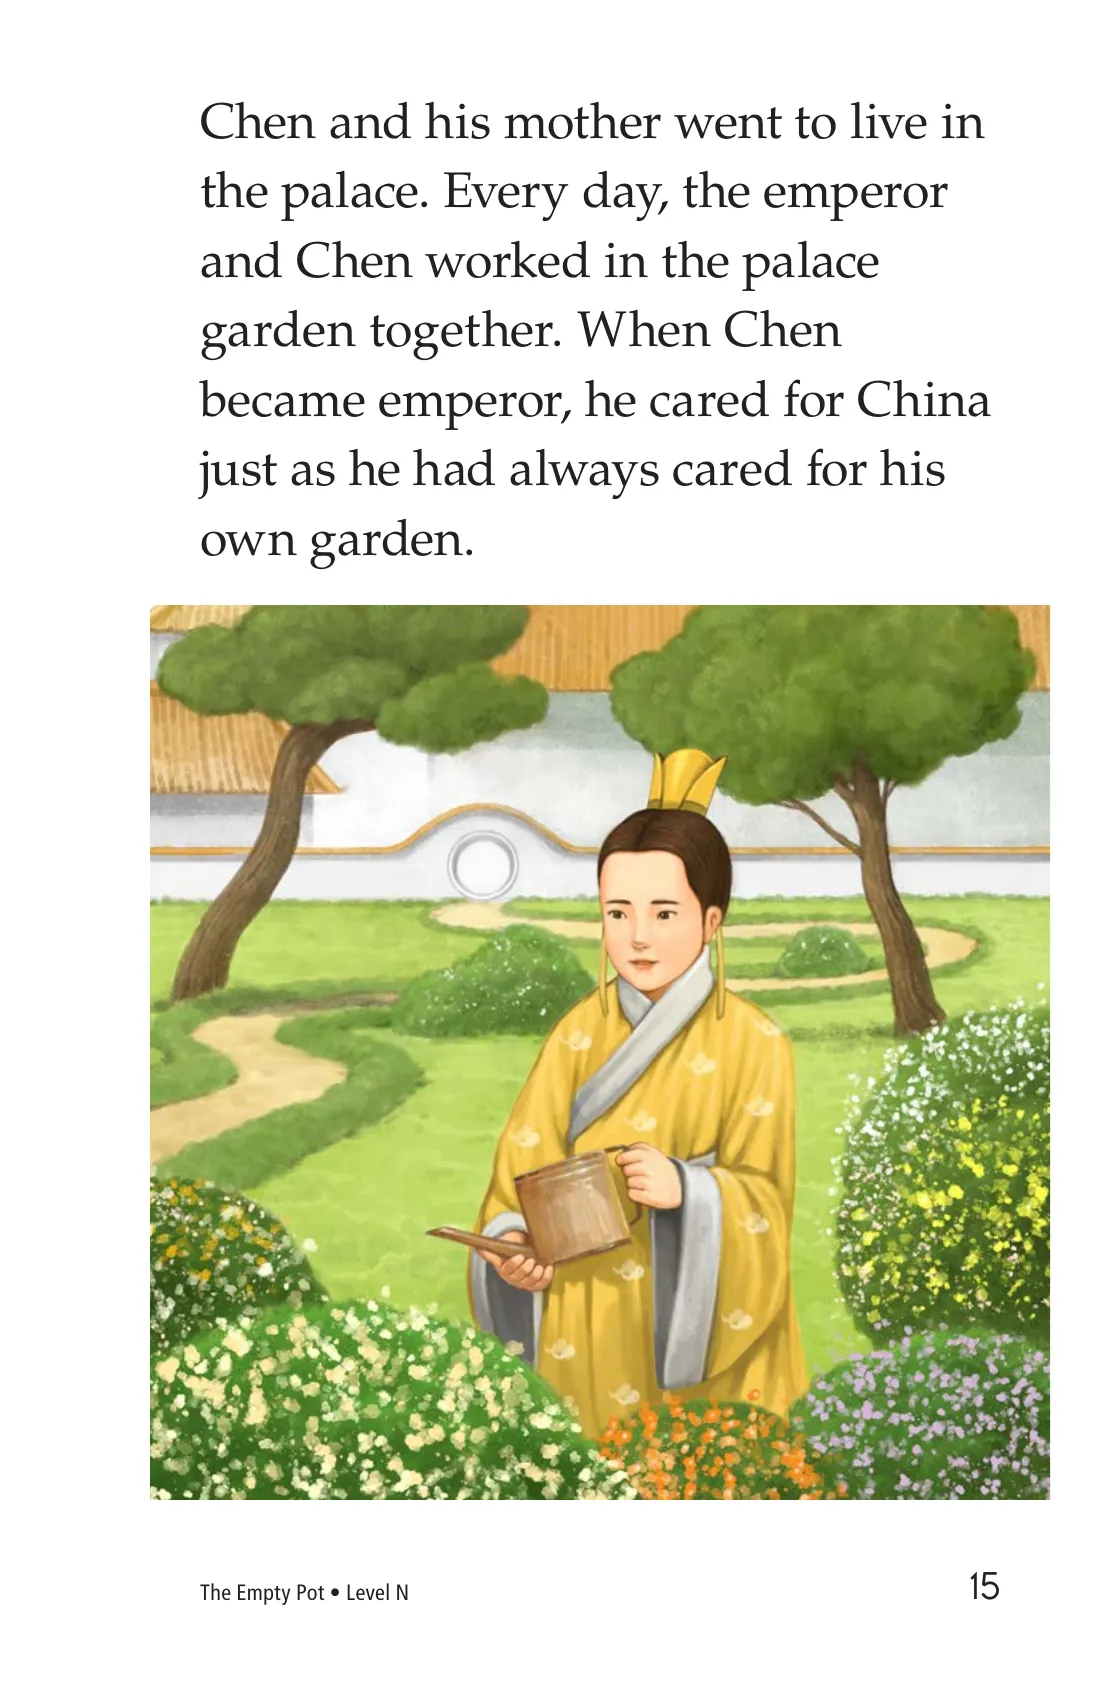 Chen and his mother went to live in
the palace. Every day, the emperor
and Chen worked in the palace
garden together. When Chen
became emperor, he cared for China
just as he had always cared for his
own garden.
The Empty Pot • Level N
15